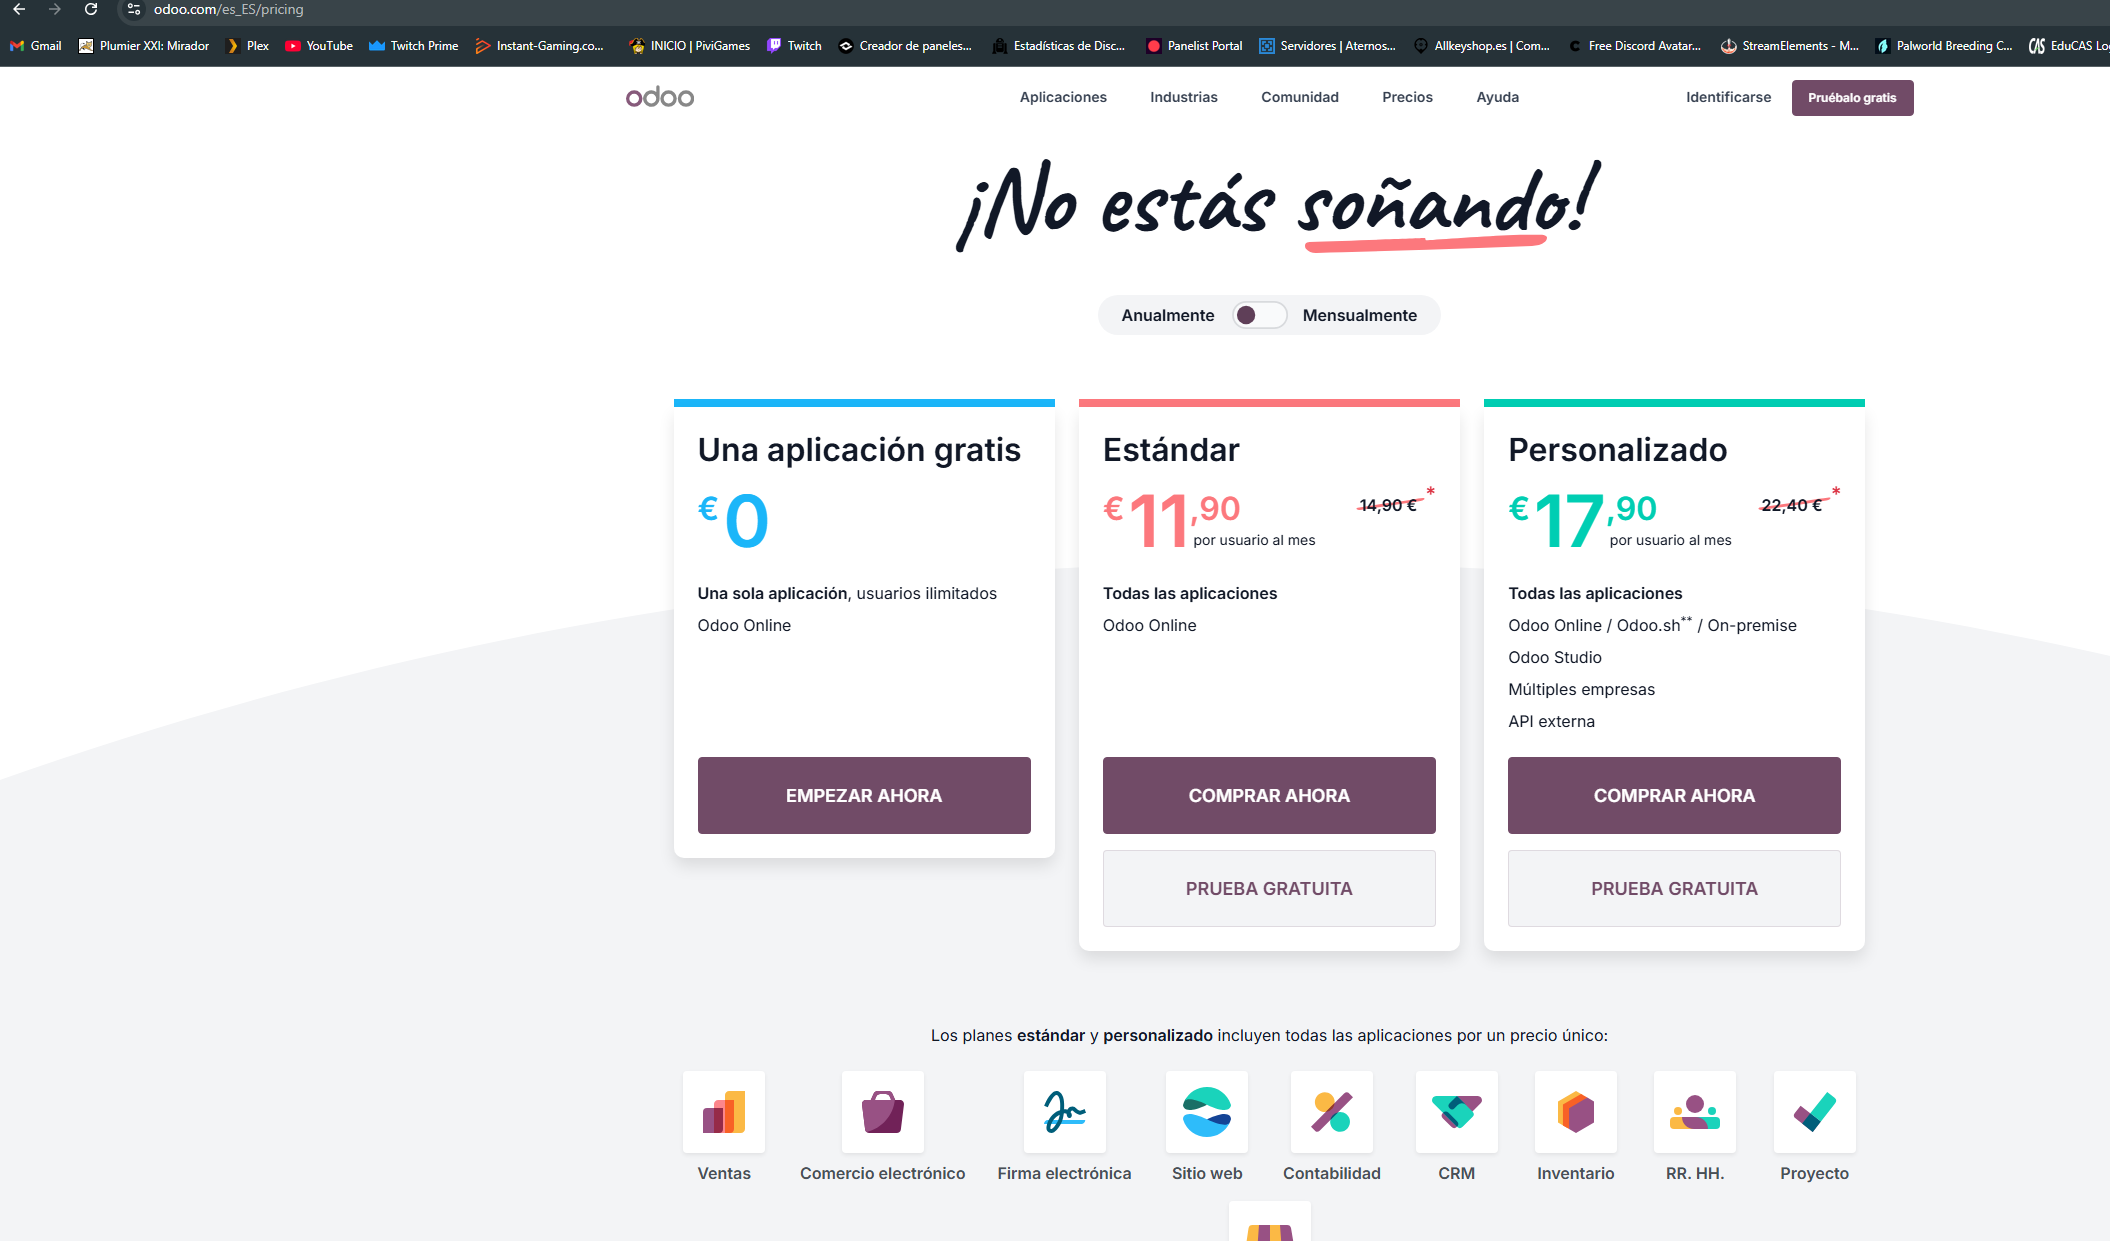 odoo.com/es_ES/pricing
Gmail
Plumier XXI: Mirador
Plex
YouTube
Twitch Prime
Instant-Gaming.co...
INICIO | PiviGames
Twitch
Creador de paneles...
Estadísticas de Disc...
Panelist Portal
Servidores | Aternos...
Allkeyshop.es | Com...
Free Discord Avatar...
StreamElements - M...
Palworld Breeding C...
EduCAS Lo
odoo
Aplicaciones
Industrias
Comunidad
Precios
Ayuda
Identificarse
Pruébalo gratis
¡No estás soñando!
Anualmente
Mensualmente
Una aplicación gratis
€0
Una sola aplicación, usuarios ilimitados
Odoo Online
EMPEZAR AHORA
Estándar
€11,90
14,90 €*
por usuario al mes
Todas las aplicaciones
Odoo Online
COMPRAR AHORA
PRUEBA GRATUITA
Personalizado
€17,90
22,40 €*
por usuario al mes
Todas las aplicaciones
Odoo Online / Odoo.sh** / On-premise
Odoo Studio
Múltiples empresas
API externa
COMPRAR AHORA
PRUEBA GRATUITA
Los planes estándar y personalizado incluyen todas las aplicaciones por un precio único:
Ventas
Comercio electrónico
Firma electrónica
Sitio web
Contabilidad
CRM
Inventario
RR. HH.
Proyecto